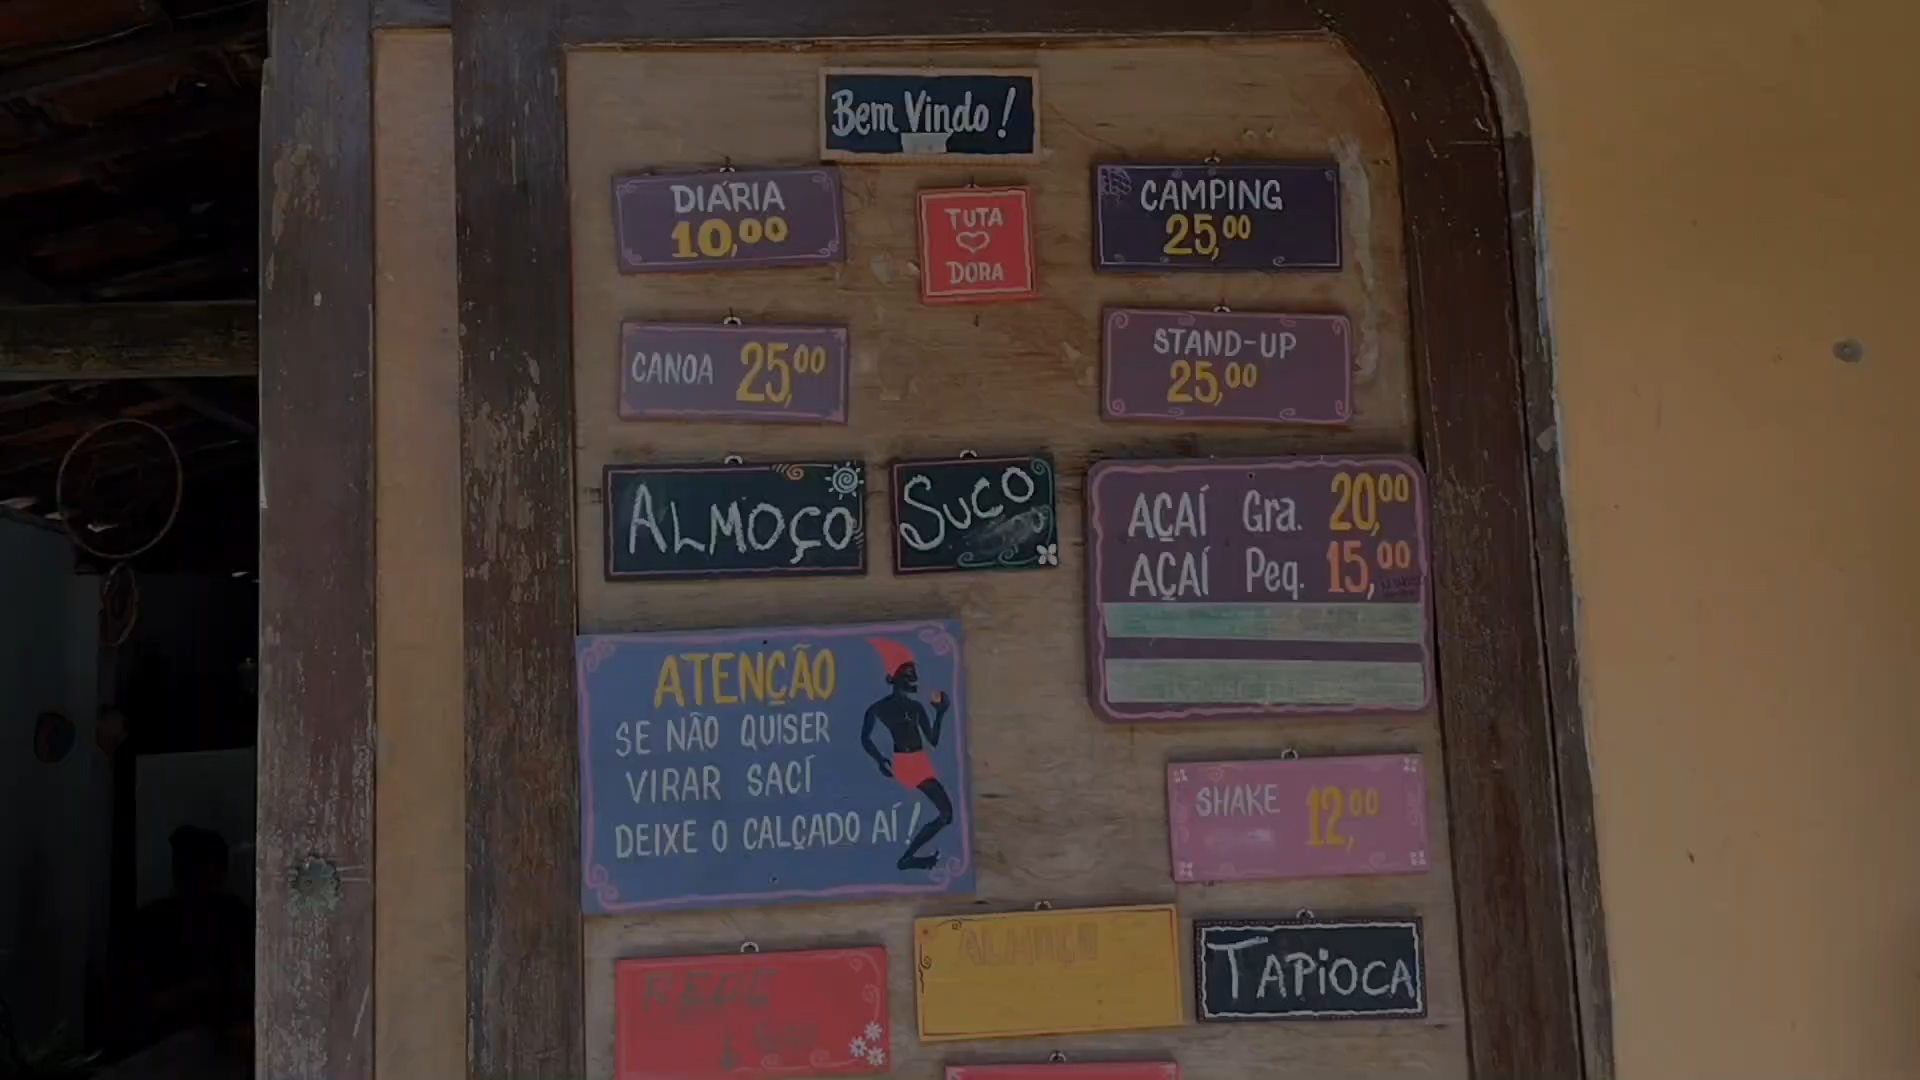 Bem Vindo!
DIÁRIA
10,00
TUTA
DORA
CAMPING
25,00
CANOA 25,00
STAND-UP
25,00
ALMOÇO
SUCO
AÇAÍ Gra. 20,00
AÇAÍ Peq. 15,00
ATENÇÃO
SE NÃO QUISER
VIRAR SACÍ
DEIXE O CALÇADO AÍ!
SHAKE 12,00
REDE
ALMOÇO
TAPIOCA